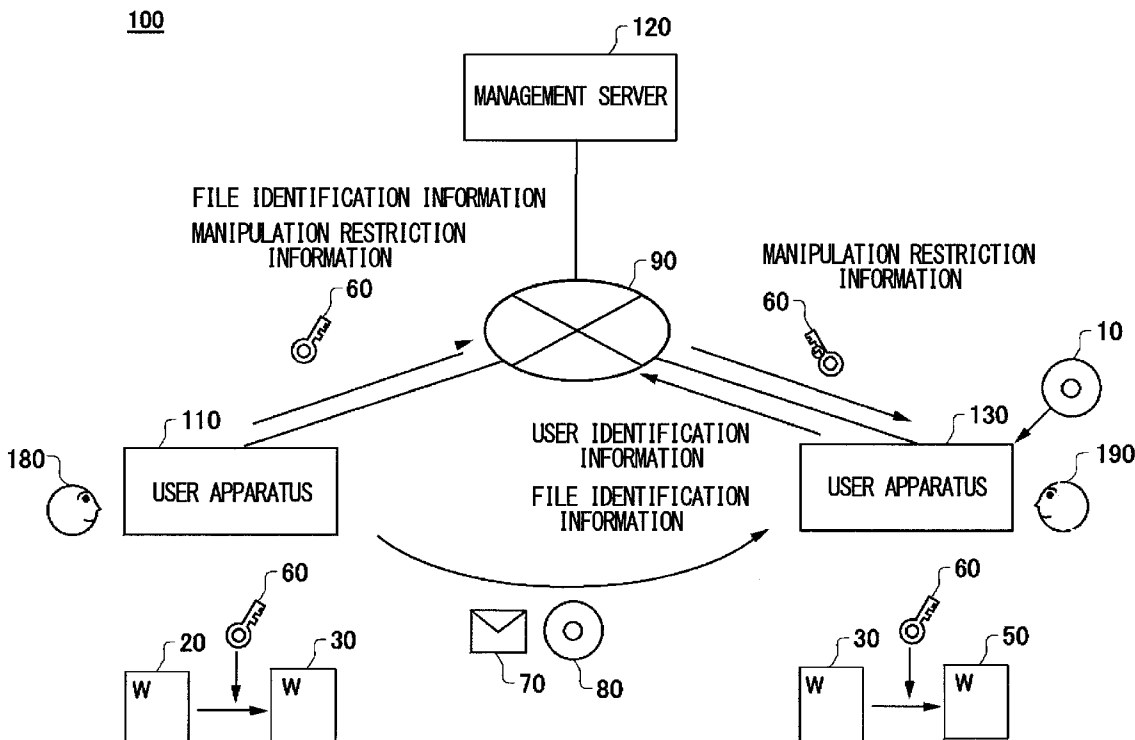 100
120
MANAGEMENT SERVER
FILE IDENTIFICATION INFORMATION
MANIPULATION RESTRICTION
INFORMATION
60
90
MANIPULATION RESTRICTION
INFORMATION
60
10
110
130
180
USER APPARATUS
USER IDENTIFICATION
INFORMATION
FILE IDENTIFICATION
INFORMATION
USER APPARATUS
190
60
20
30
W
W
70
80
60
30
50
W
W